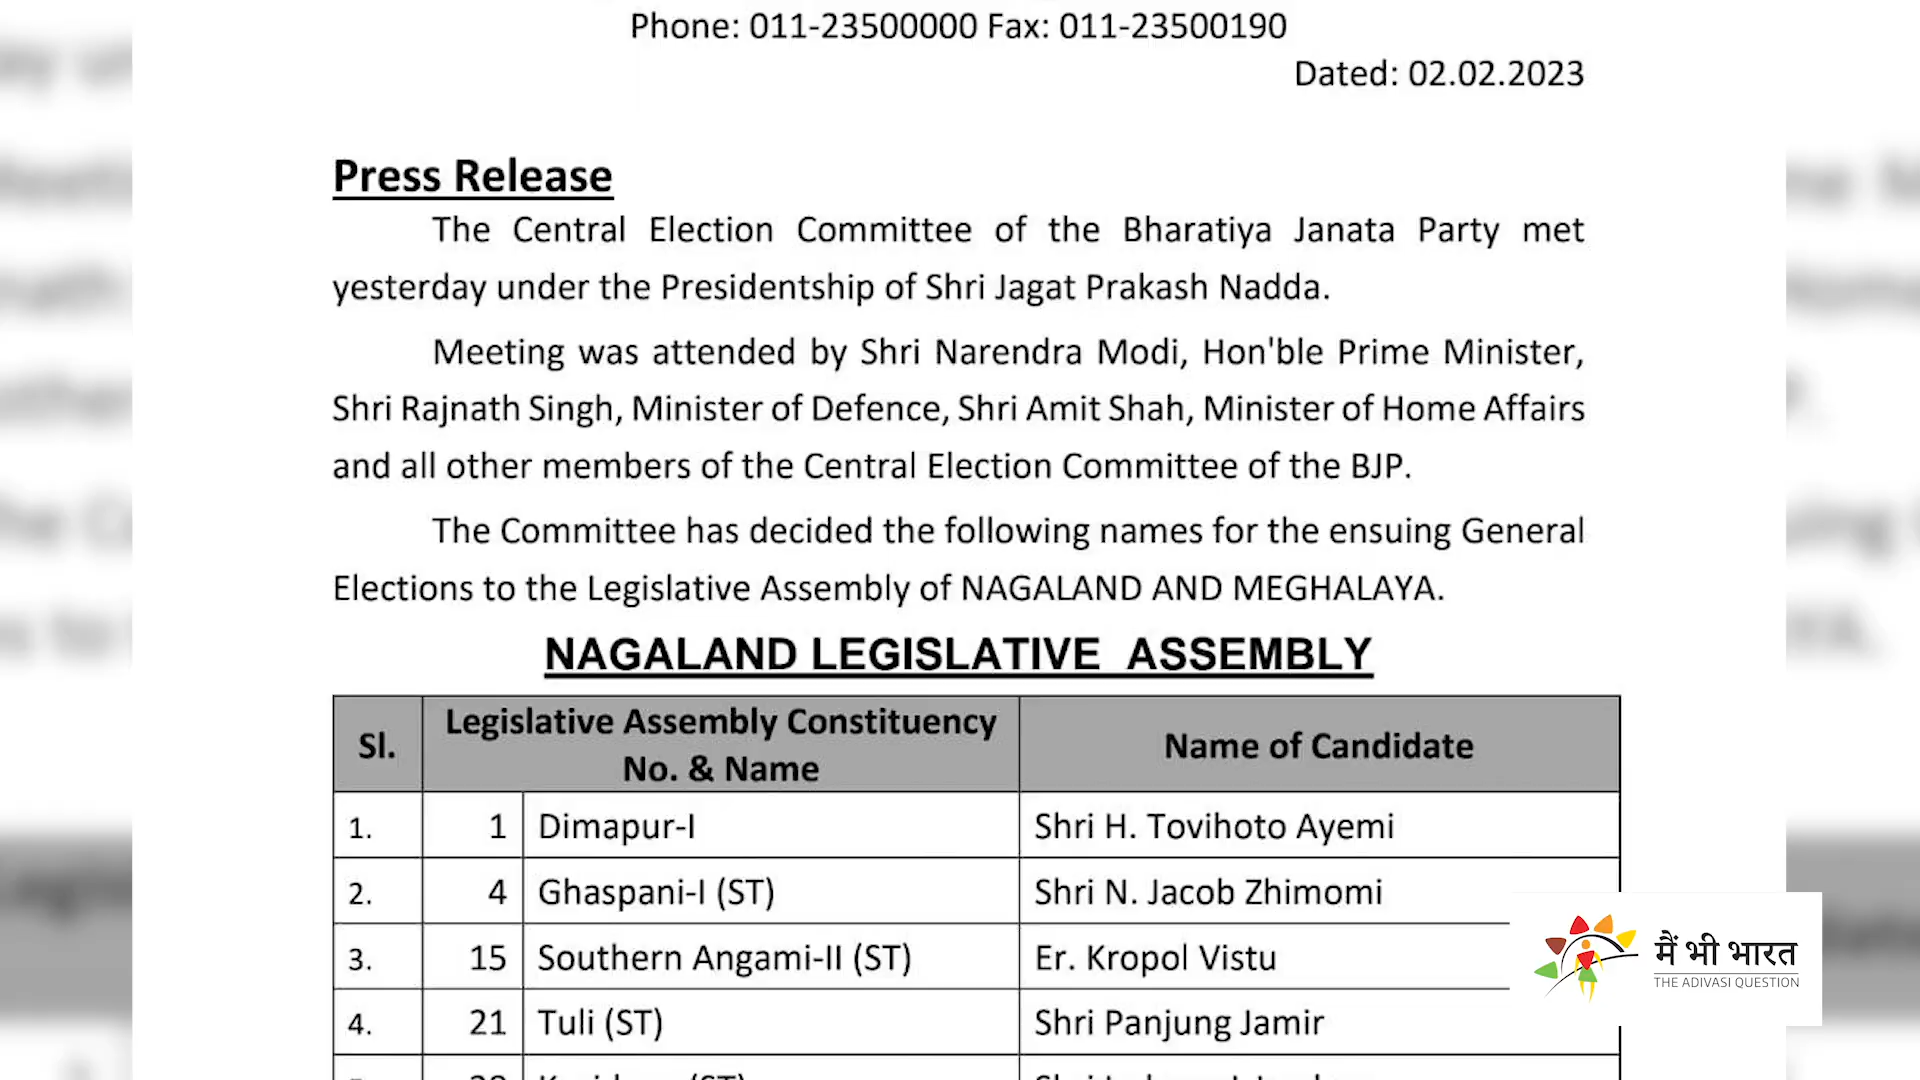 Phone: 011-23500000 Fax: 011-23500190
Dated: 02.02.2023
Press Release
The Central Election Committee of the Bharatiya Janata Party met
yesterday under the Presidentship of Shri Jagat Prakash Nadda.
Meeting was attended by Shri Narendra Modi, Hon'ble Prime Minister,
Shri Rajnath Singh, Minister of Defence, Shri Amit Shah, Minister of Home Affairs
and all other members of the Central Election Committee of the BJP.
The Committee has decided the following names for the ensuing General
Elections to the Legislative Assembly of NAGALAND AND MEGHALAYA.
NAGALAND LEGISLATIVE ASSEMBLY
Sl. Legislative Assembly Constituency No. & Name Name of Candidate
1. 1 Dimapur-I Shri H. Tovihoto Ayemi
2. 4 Ghaspani-I (ST) Shri N. Jacob Zhimomi
3. 15 Southern Angami-II (ST) Er. Kropol Vistu
4. 21 Tuli (ST) Shri Panjung Jamir
मैं भी भारत
THE ADIVASI QUESTION